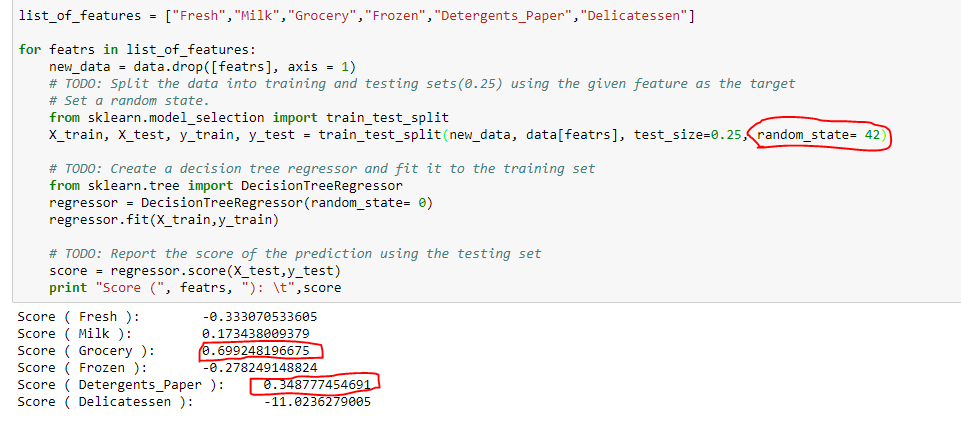 list_of_features = ["Fresh","Milk","Grocery","Frozen","Detergents_Paper","Delicatessen"]
for featrs in list_of_features:
new_data = data.drop([featrs], axis = 1)
# TODO: Split the data into training and testing sets(0.25) using the given feature as the target
# Set a random state.
from sklearn.model_selection import train_test_split
X_train, X_test, y_train, y_test = train_test_split(new_data, data[featrs], test_size=0.25, random_state= 42)
# TODO: Create a decision tree regressor and fit it to the training set
from sklearn.tree import DecisionTreeRegressor
regressor = DecisionTreeRegressor(random_state= 0)
regressor.fit(X_train,y_train)
# TODO: Report the score of the prediction using the testing set
score = regressor.score(X_test,y_test)
print "Score (", featrs, "): \t",score
Score ( Fresh ): -0.333070533605
Score ( Milk ): 0.173438009379
Score ( Grocery ): 0.699248196675
Score ( Frozen ): -0.278249148824
Score ( Detergents_Paper ): 0.348777454691
Score ( Delicatessen ): -11.0236279005